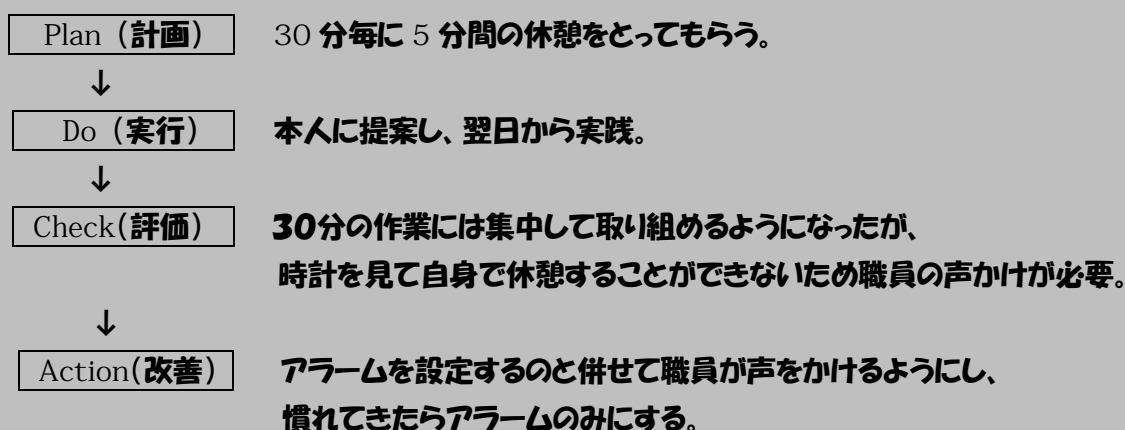 Plan（計画） 30分毎に5分間の休憩をとってもらう。
↓
Do（実行） 本人に提案し、翌日から実践。
↓
Check(評価） 30分の作業には集中して取り組めるようになったが、
時計を見て自身で休憩することができないため職員の声かけが必要。
↓
Action(改善） アラームを設定するのと併せて職員が声をかけるようにし、
慣れてきたらアラームのみにする。